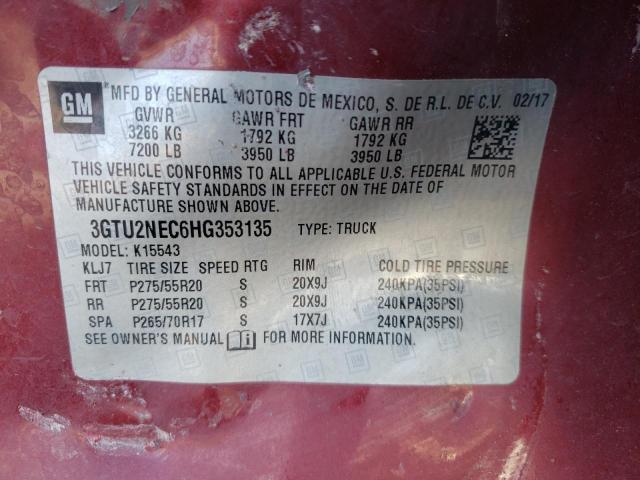 GM
MFD BY GENERAL MOTORS DE MEXICO, S. DE R.L. DE C.V. 02/17
GVWR GAWR FRT GAWR RR
3266 KG 1792 KG 1792 KG
7200 LB 3950 LB 3950 LB
THIS VEHICLE CONFORMS TO ALL APPLICABLE U.S. FEDERAL MOTOR
VEHICLE SAFETY STANDARDS IN EFFECT ON THE DATE OF
MANUFACTURE SHOWN ABOVE.
3GTU2NEC6HG353135 TYPE: TRUCK
MODEL: K15543
KLJ7 TIRE SIZE SPEED RTG RIM COLD TIRE PRESSURE
FRT P275/55R20 S 20X9J 240KPA(35PSI)
RR P275/55R20 S 20X9J 240KPA(35PSI)
SPA P265/70R17 S 17X7J 240KPA(35PSI)
SEE OWNER'S MANUAL FOR MORE INFORMATION.